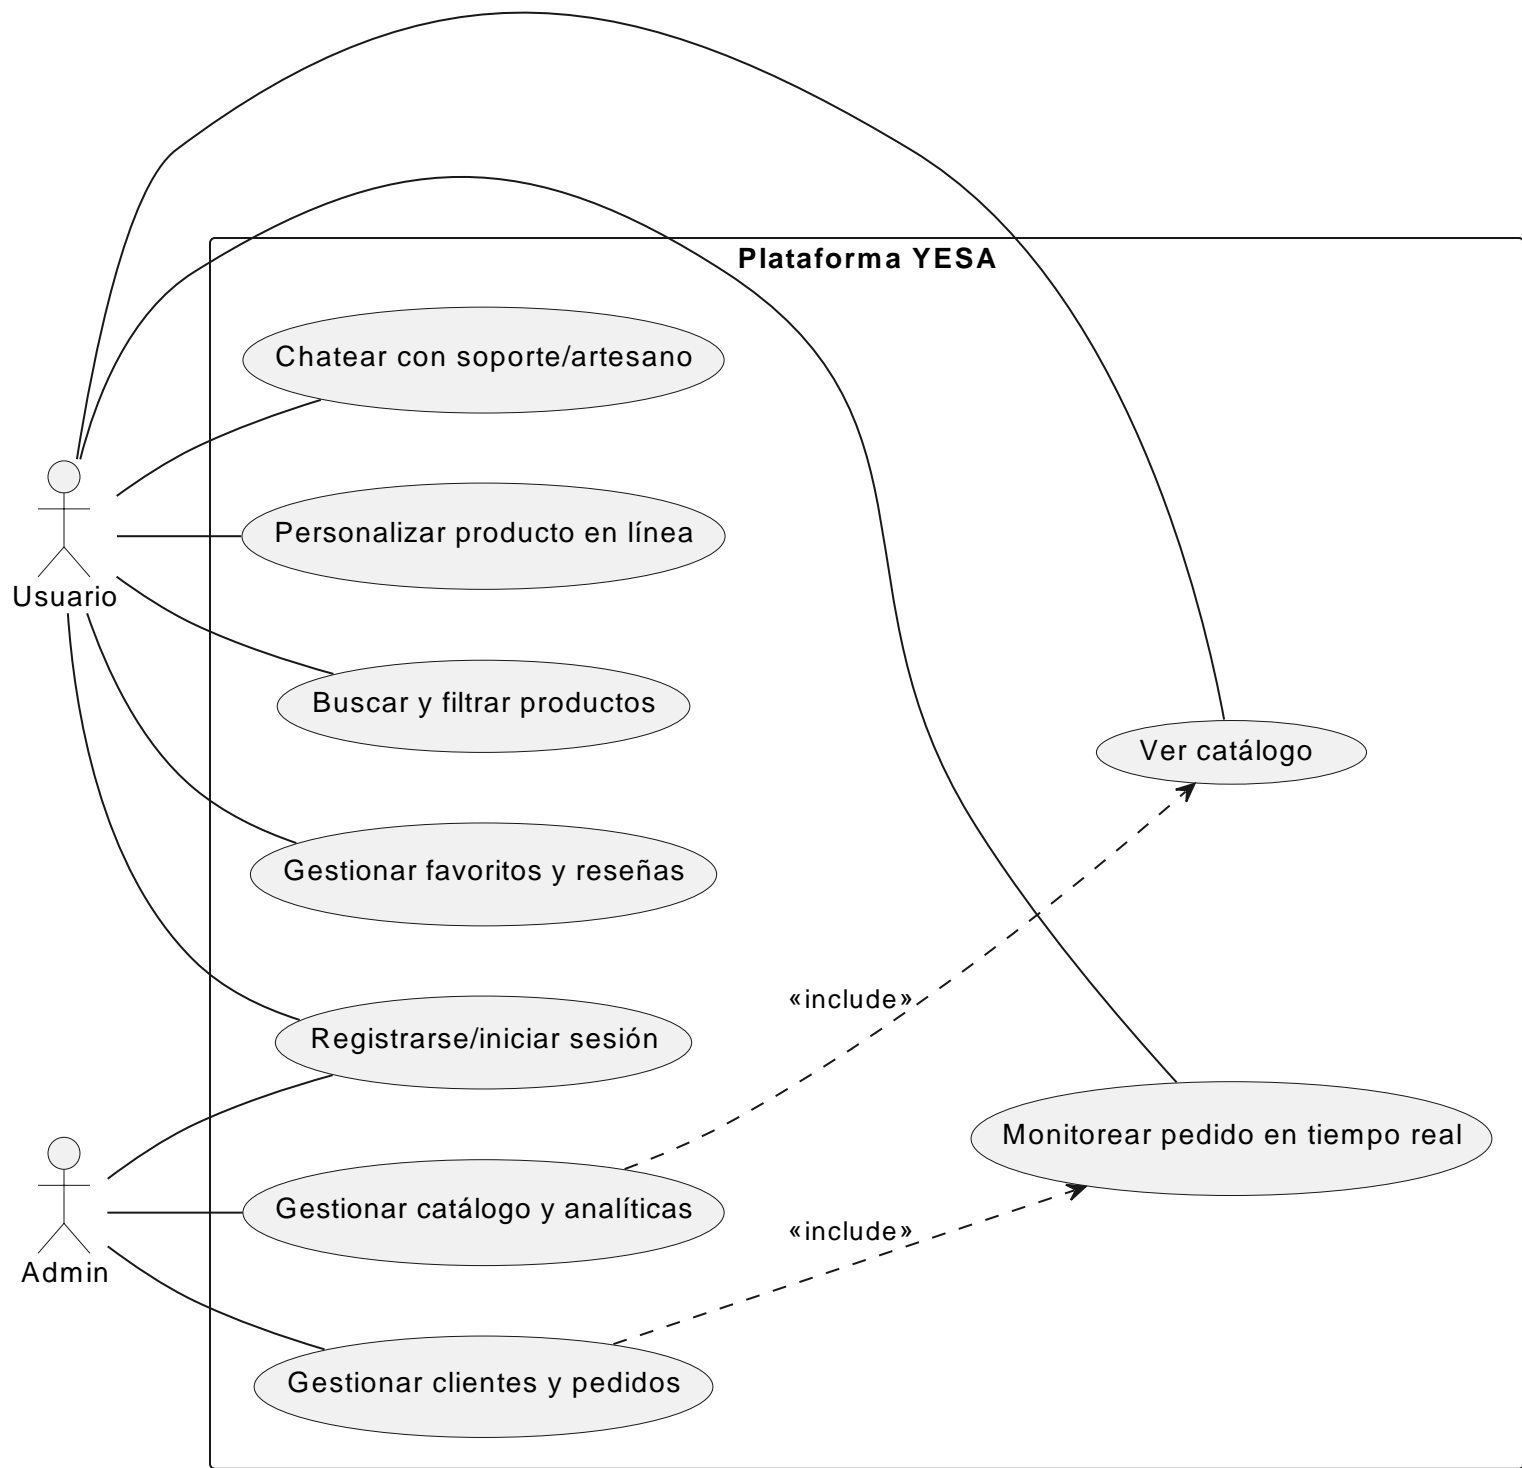 Plataforma YESA
Chatear con soporte/artesano
Personalizar producto en línea
Usuario
Buscar y filtrar productos
Ver catálogo
Gestionar favoritos y reseñas
«include»
Registrarse/iniciar sesión
Monitorear pedido en tiempo real
Gestionar catálogo y analíticas
«include»
Admin
Gestionar clientes y pedidos